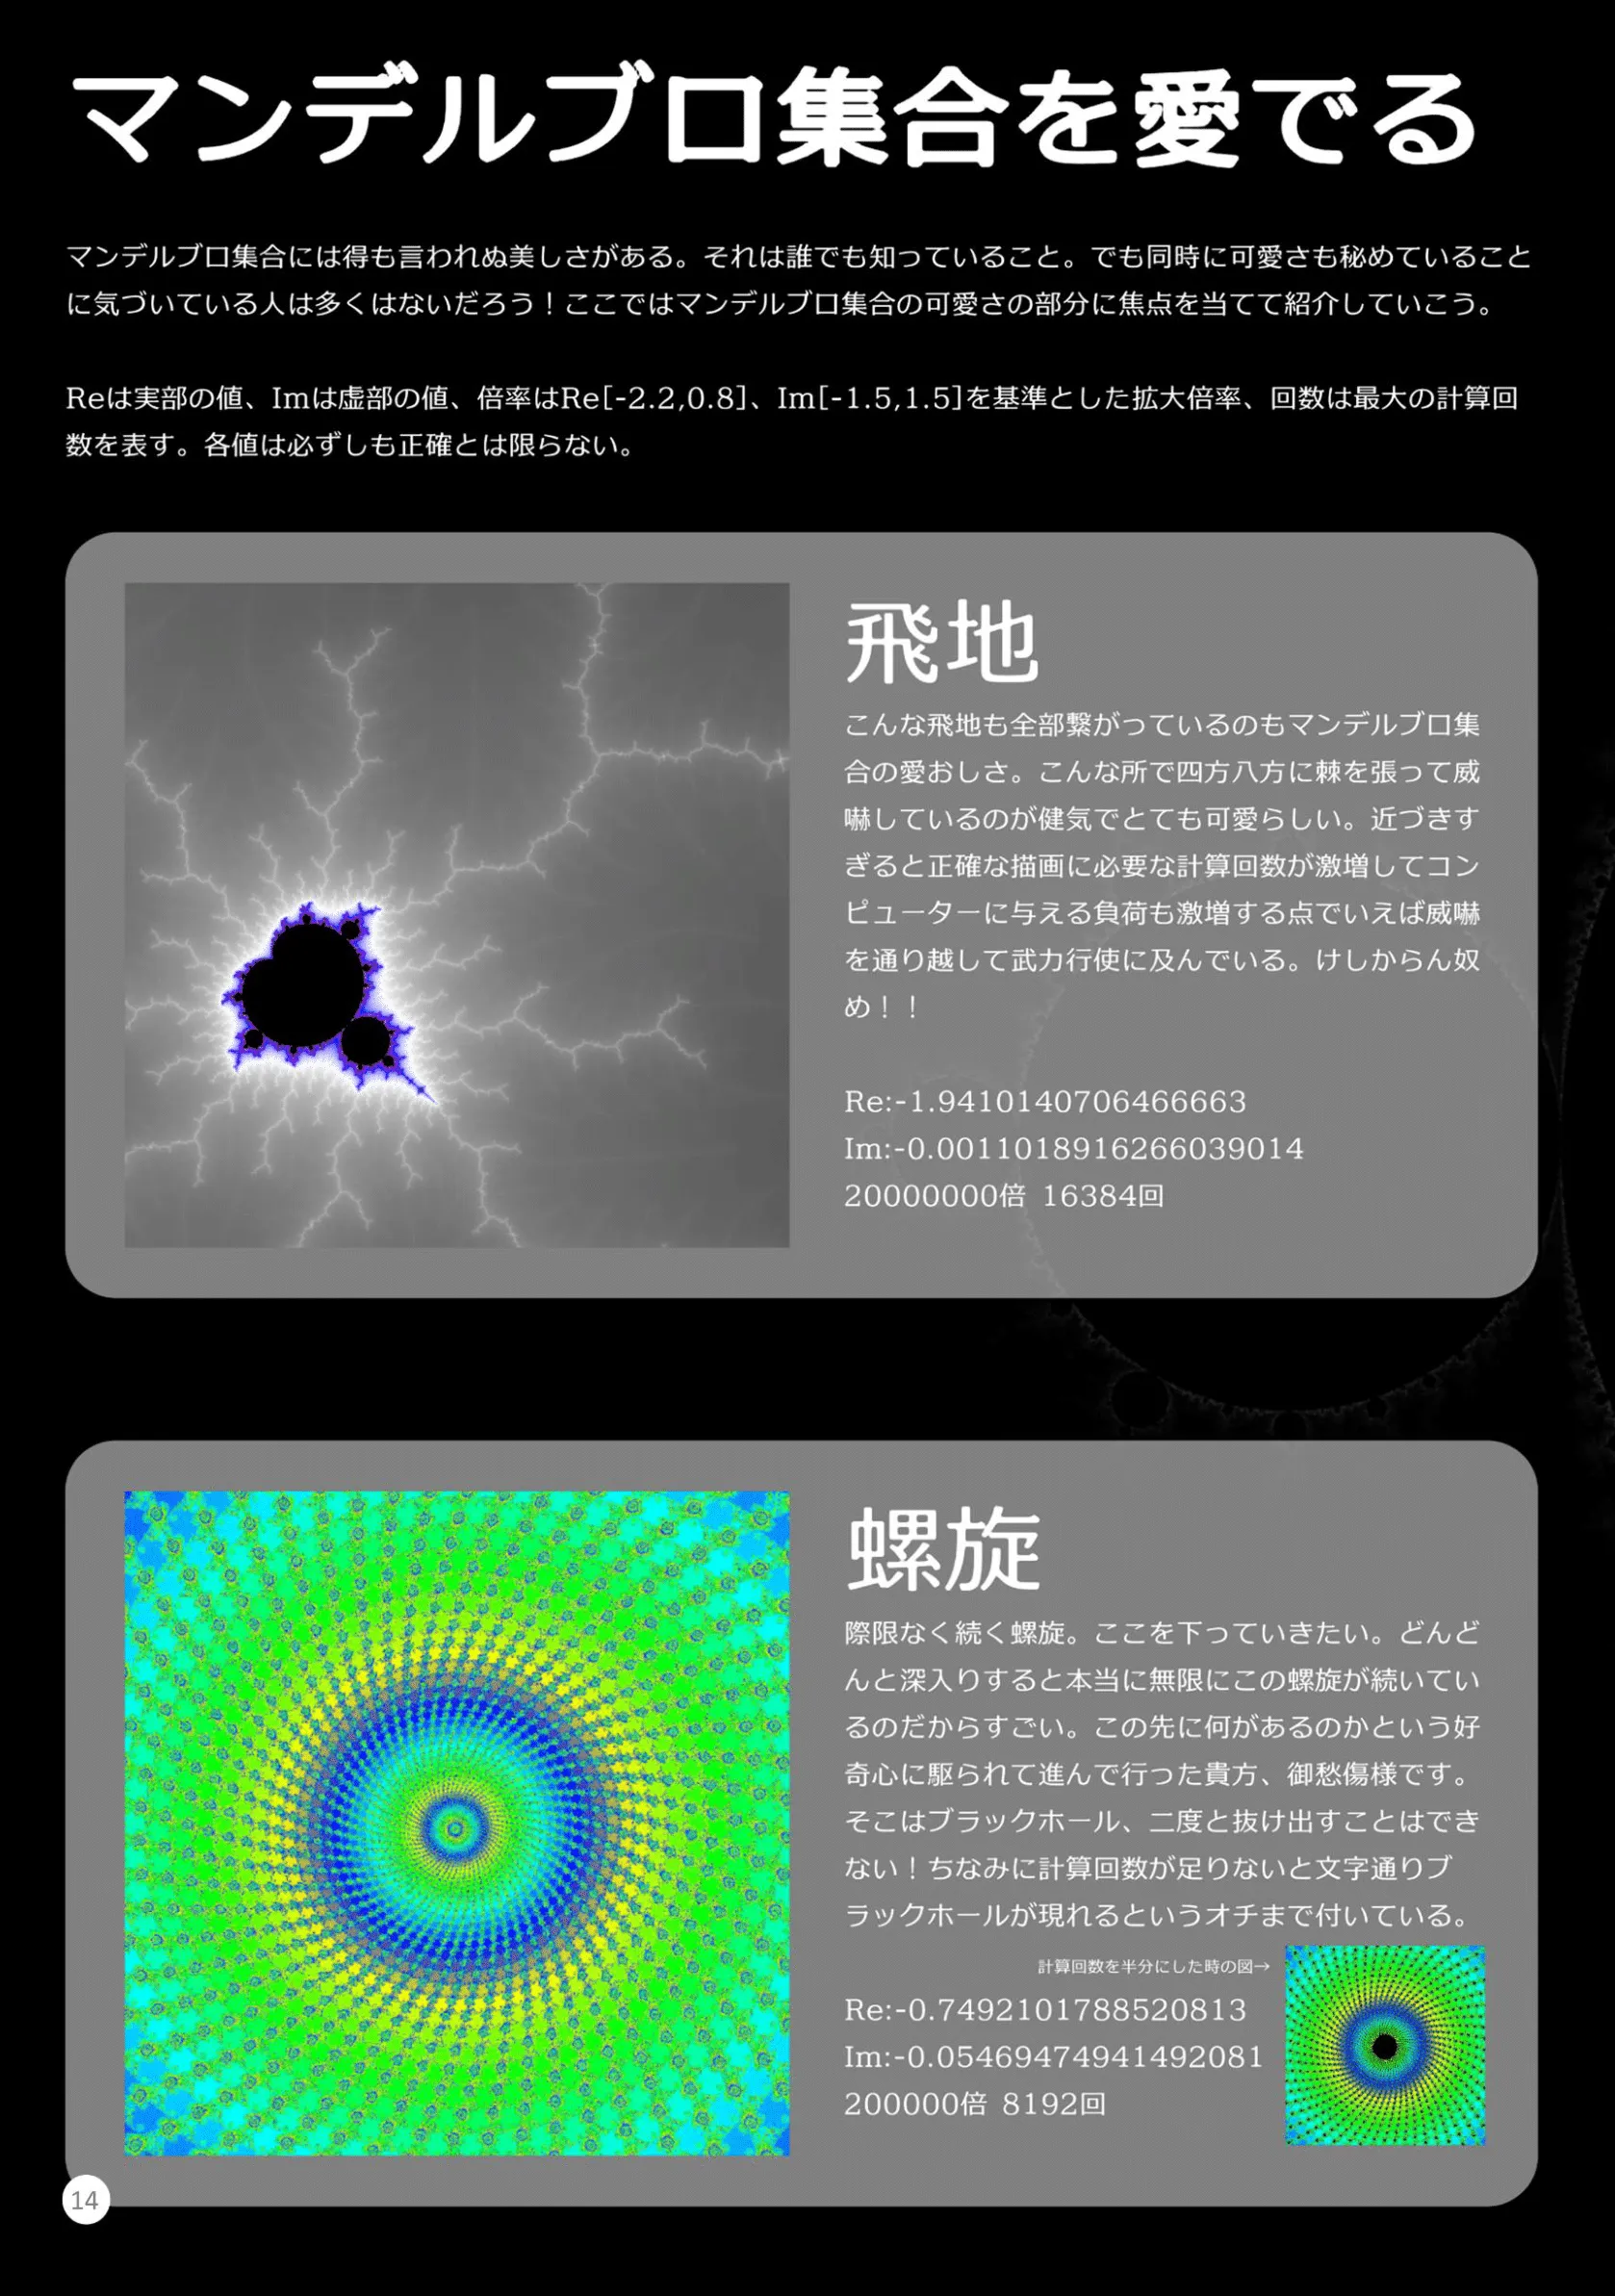 マンデルブロ集合を愛でる
マンデルブロ集合には得も言われぬ美しさがある。それは誰でも知っていること。でも同時に可愛さも秘めていること
に気づいている人は多くはないだろう！ここではマンデルブロ集合の可愛さの部分に焦点を当てて紹介していこう。
Reは実部の値、Imは虚部の値、倍率はRe[-2.2,0.8]、Im[-1.5,1.5]を基準とした拡大倍率、回数は最大の計算回
数を表す。各値は必ずしも正確とは限らない。
飛地
こんな飛地も全部繋がっているのもマンデルブロ集
合の愛おしさ。こんな所で四方八方に棘を張って威
嚇しているのが健気でとても可愛らしい。近づきす
ぎると正確な描画に必要な計算回数が激増してコン
ピューターに与える負荷も激増する点でいえば威嚇
を通り越して武力行使に及んでいる。けしからん奴
め！！
Re:-1.9410140706466663
Im:-0.0011018916266039014
20000000倍 16384回
螺旋
際限なく続く螺旋。ここを下っていきたい。どんど
んと深入りすると本当に無限にこの螺旋が続いてい
るのだからすごい。この先に何があるのかという好
奇心に駆られて進んで行った貴方、御愁傷様です。
そこはブラックホール、二度と抜け出すことはでき
ない！ちなみに計算回数が足りないと文字通りブ
ラックホールが現れるというオチまで付いている。
計算回数を半分にした時の図→
Re:-0.7492101788520813
Im:-0.05469474941492081
200000倍 8192回
14